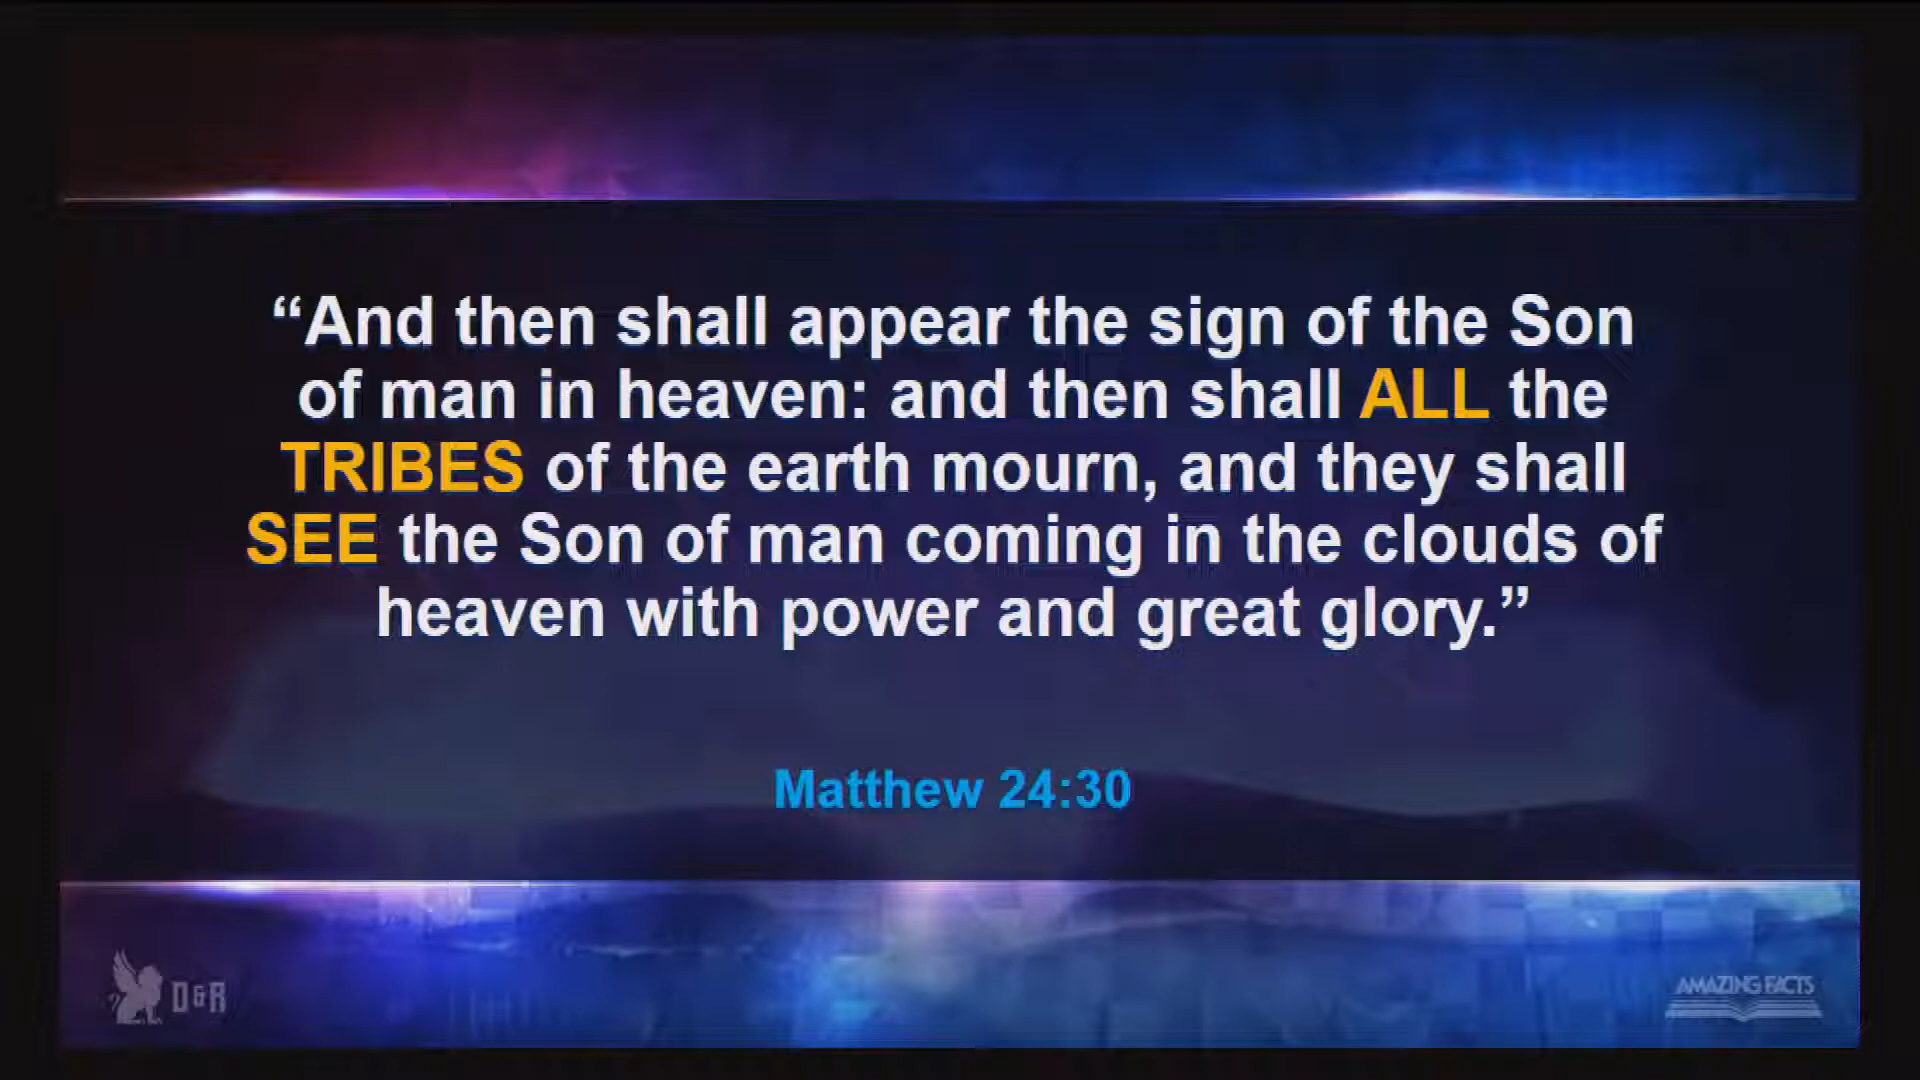 “And then shall appear the sign of the Son
of man in heaven: and then shall ALL the
TRIBES of the earth mourn, and they shall
SEE the Son of man coming in the clouds of
heaven with power and great glory.”
Matthew 24:30
D&R
AMAZING FACTS